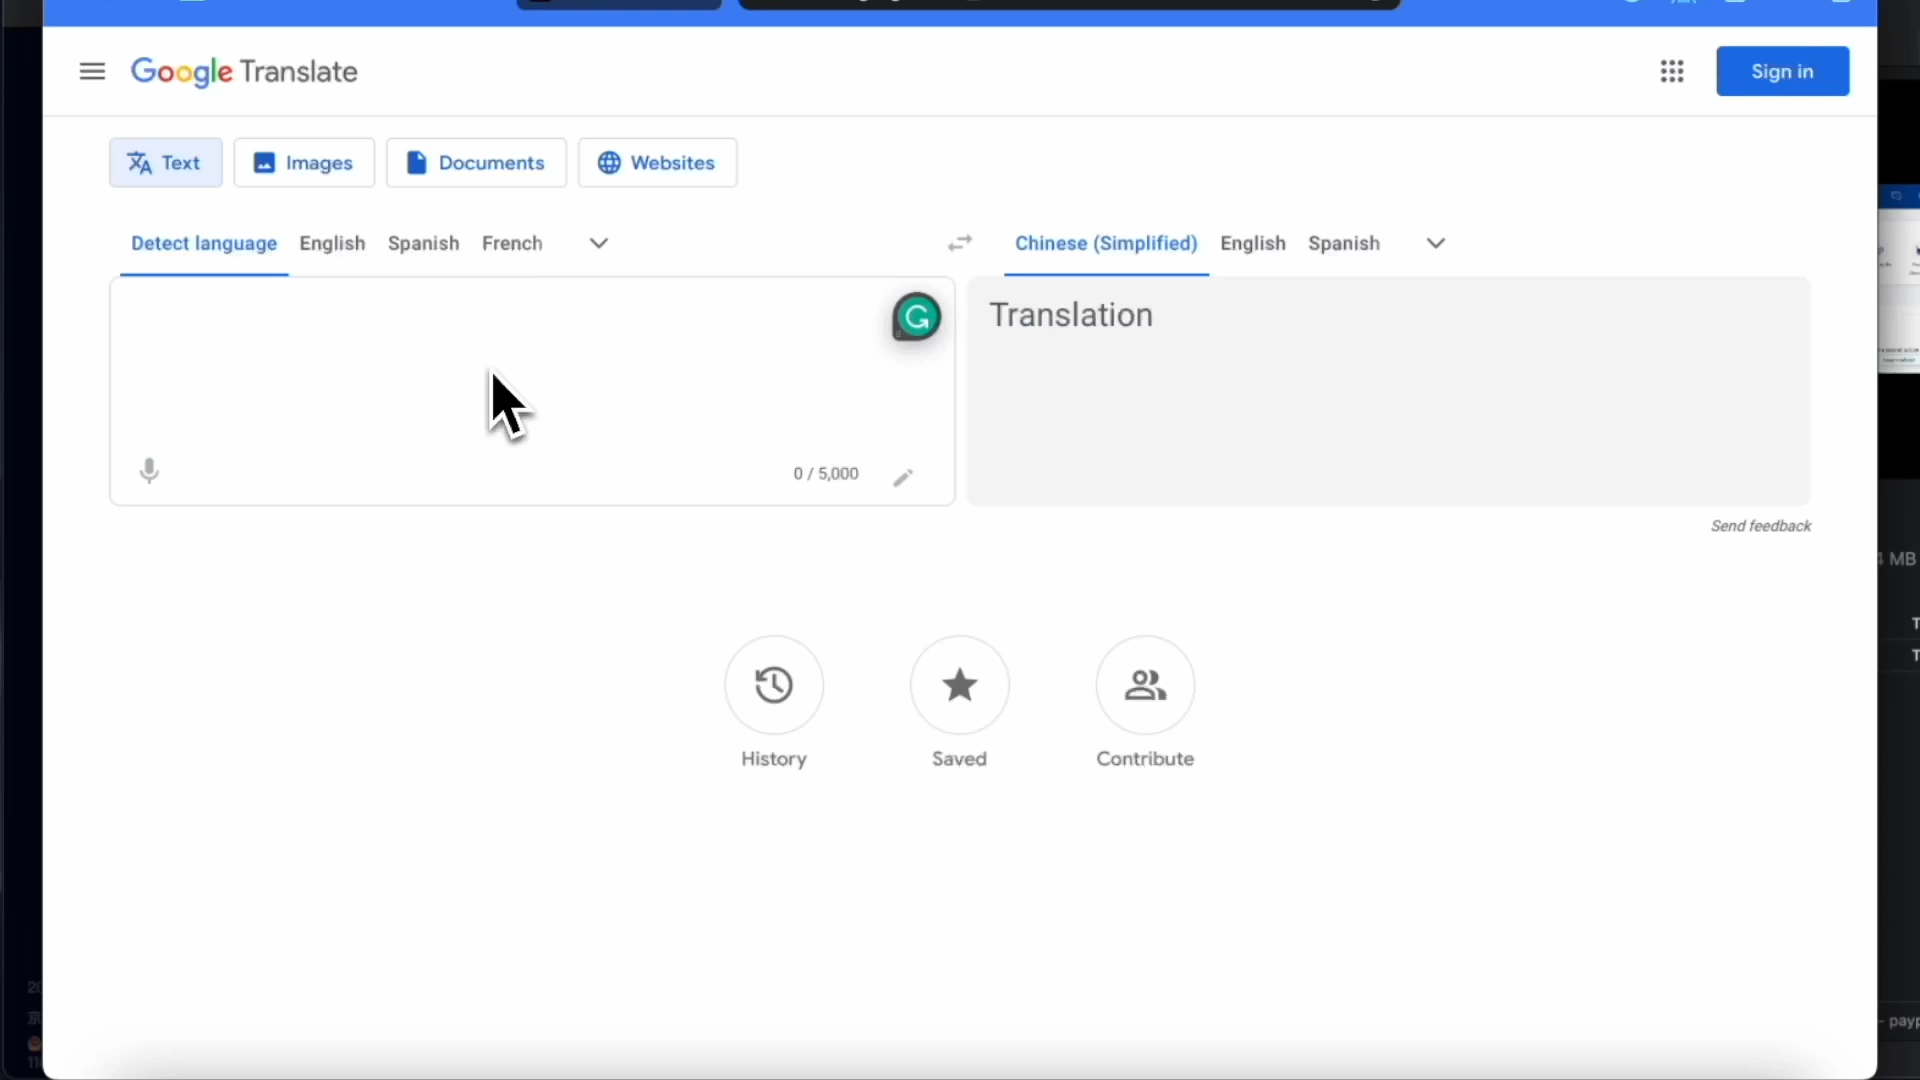 Google Translate
Sign in
Text Images Documents Websites
Detect language English Spanish French Chinese (Simplified) English Spanish
Translation
0 / 5,000
Send feedback
MB
History Saved Contribute